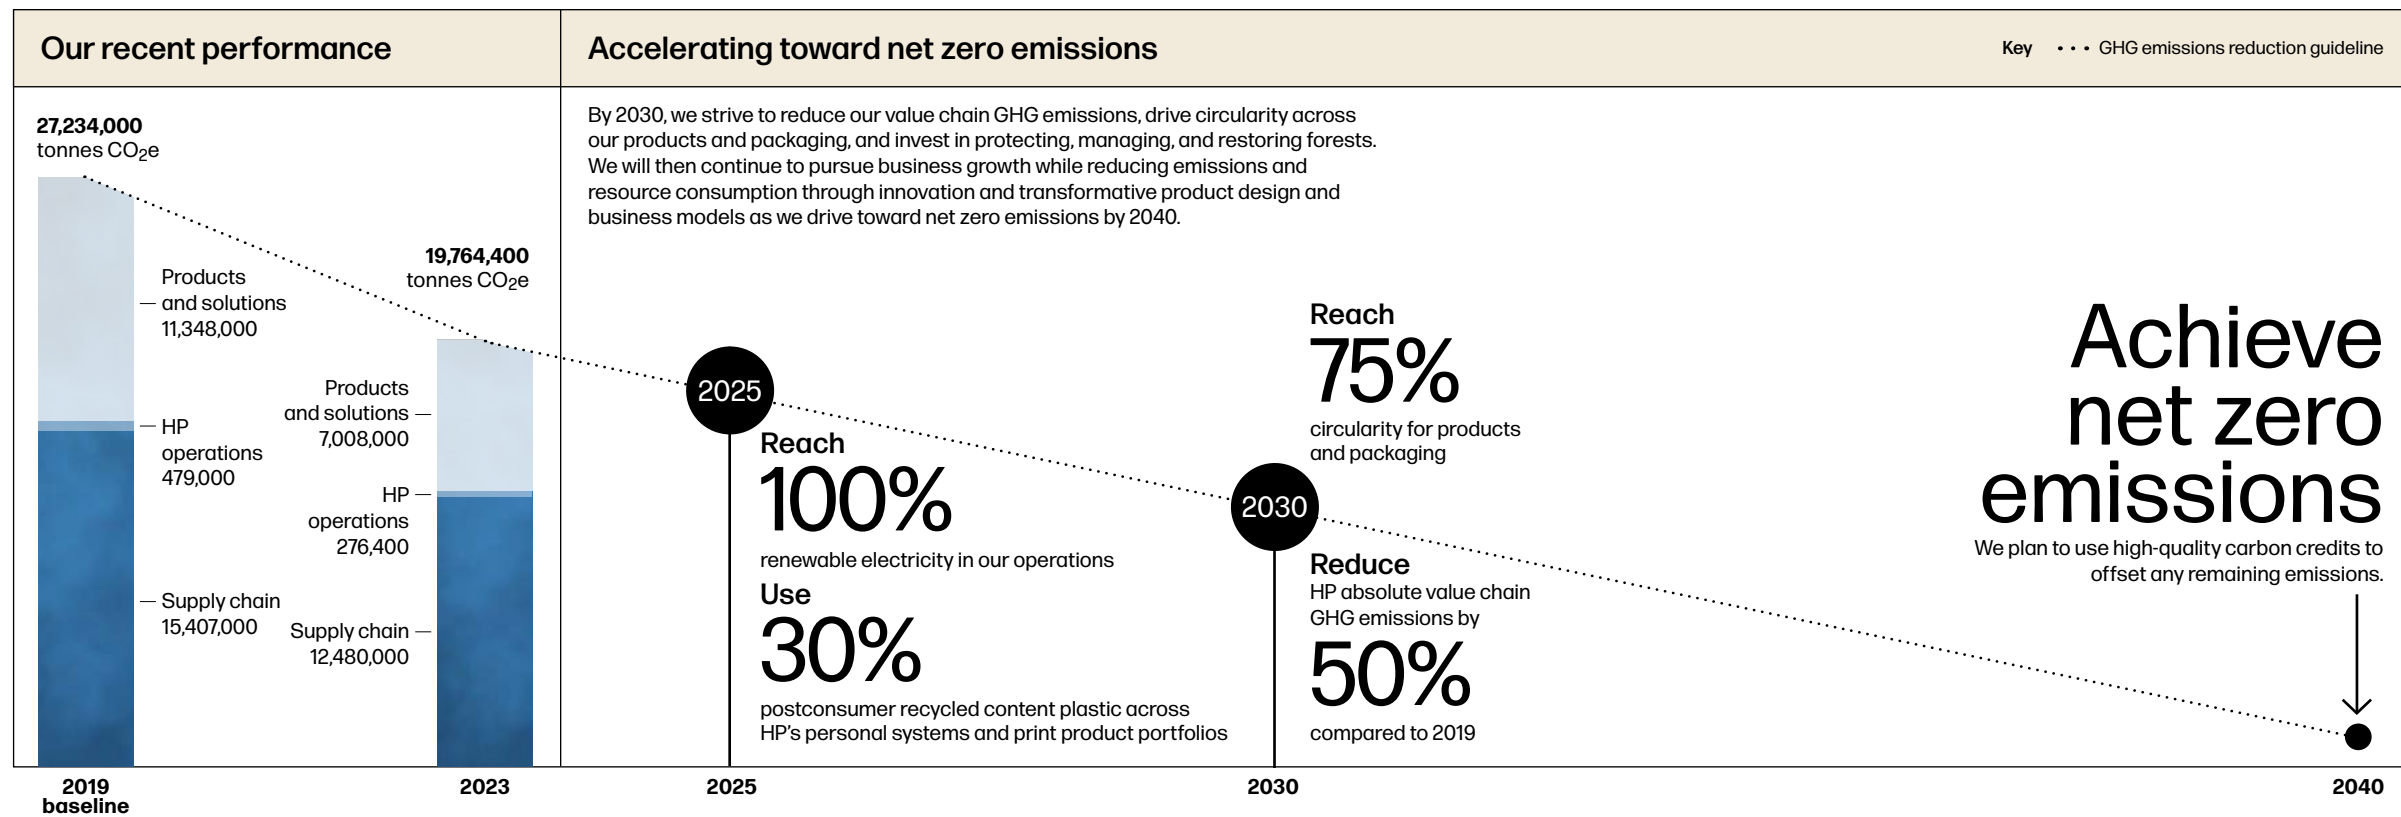 Our recent performance
Accelerating toward net zero emissions
Key ••• GHG emissions reduction guideline
27,234,000
tonnes CO2e
Products
and solutions
11,348,000
HP
operations
479,000
Supply chain
15,407,000
2019
baseline
19,764,400
tonnes CO2e
Products
and solutions
7,008,000
HP
operations
276,400
Supply chain
12,480,000
2023
By 2030, we strive to reduce our value chain GHG emissions, drive circularity across
our products and packaging, and invest in protecting, managing, and restoring forests.
We will then continue to pursue business growth while reducing emissions and
resource consumption through innovation and transformative product design and
business models as we drive toward net zero emissions by 2040.
2025
Reach
100%
renewable electricity in our operations
Use
30%
postconsumer recycled content plastic across
HP's personal systems and print product portfolios
2025
Reach
75%
circularity for products
and packaging
2030
Reduce
HP absolute value chain
GHG emissions by
50%
compared to 2019
2030
Achieve
net zero
emissions
We plan to use high-quality carbon credits to
offset any remaining emissions.
2040